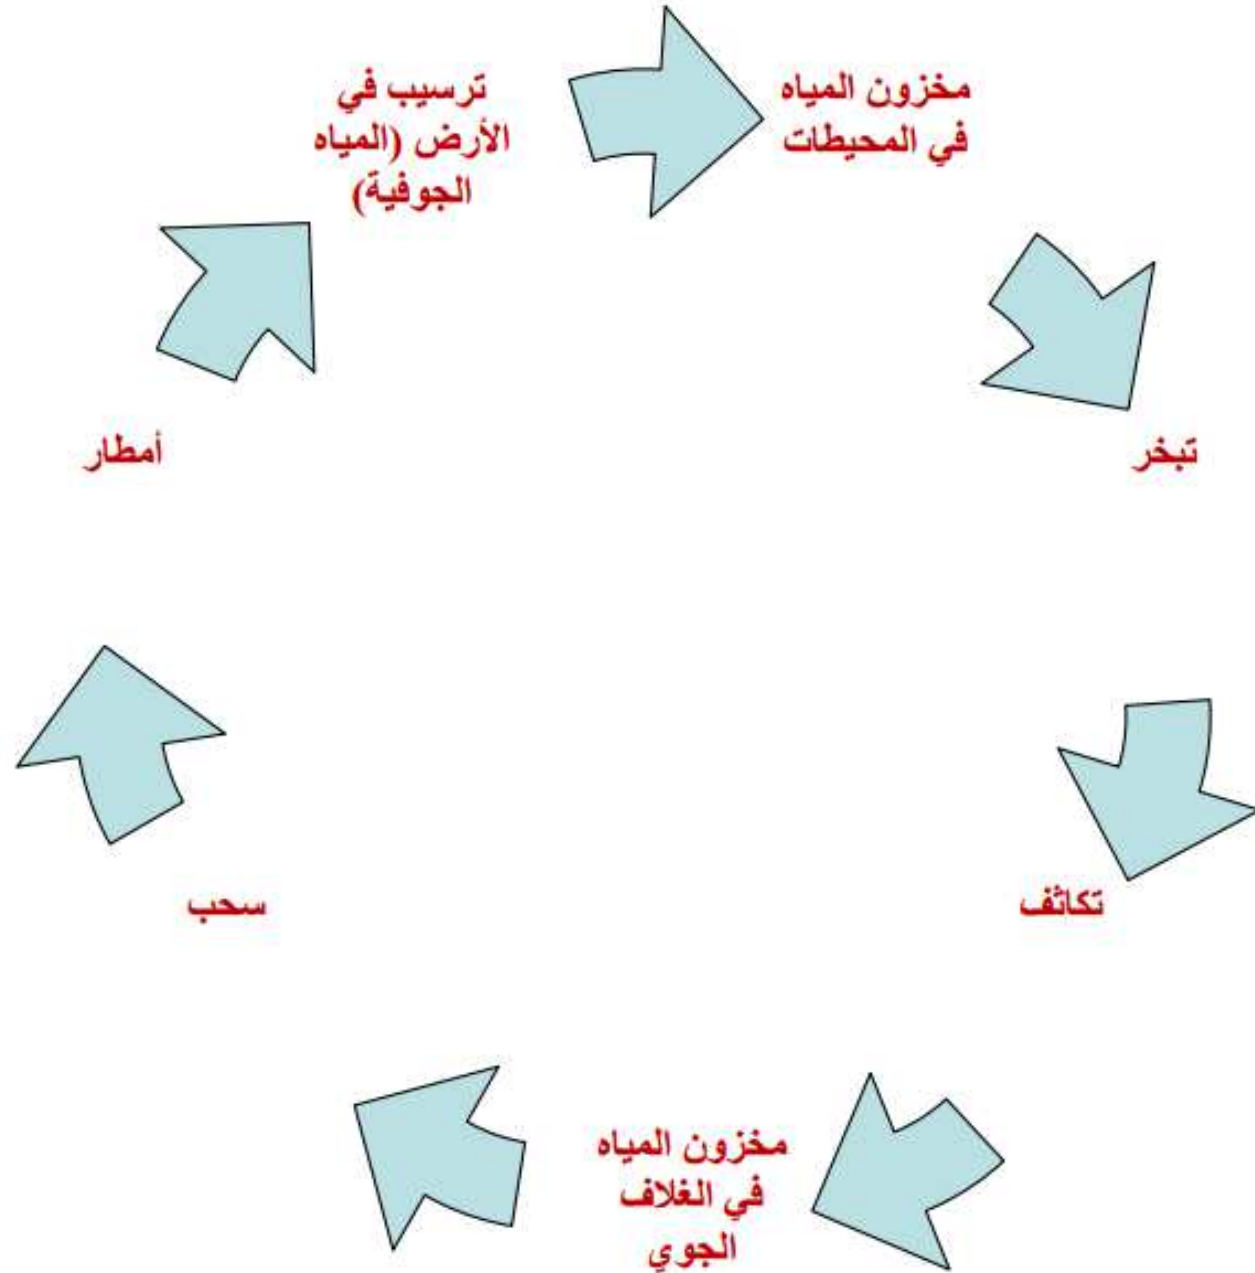 مخزون المياه
في المحيطات
تبخر
تكاثف
مخزون المياه
في الغلاف
الجوي
سحب
أمطار
ترسيب في
الأرض (المياه
الجوفية)